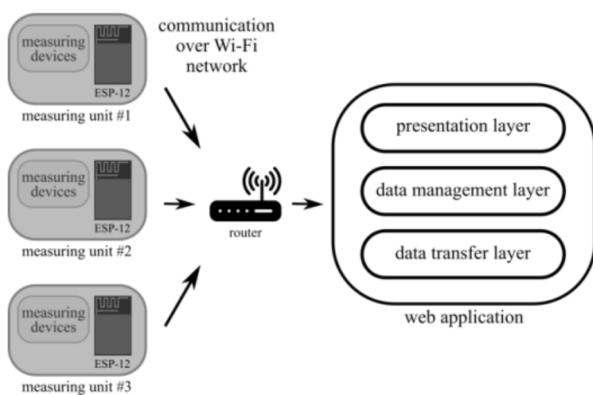 measuring
devices
ESP-12
measuring unit #1
communication
over Wi-Fi
network
measuring
devices
ESP-12
measuring unit #2
measuring
devices
ESP-12
measuring unit #3
router
presentation layer
data management layer
data transfer layer
web application